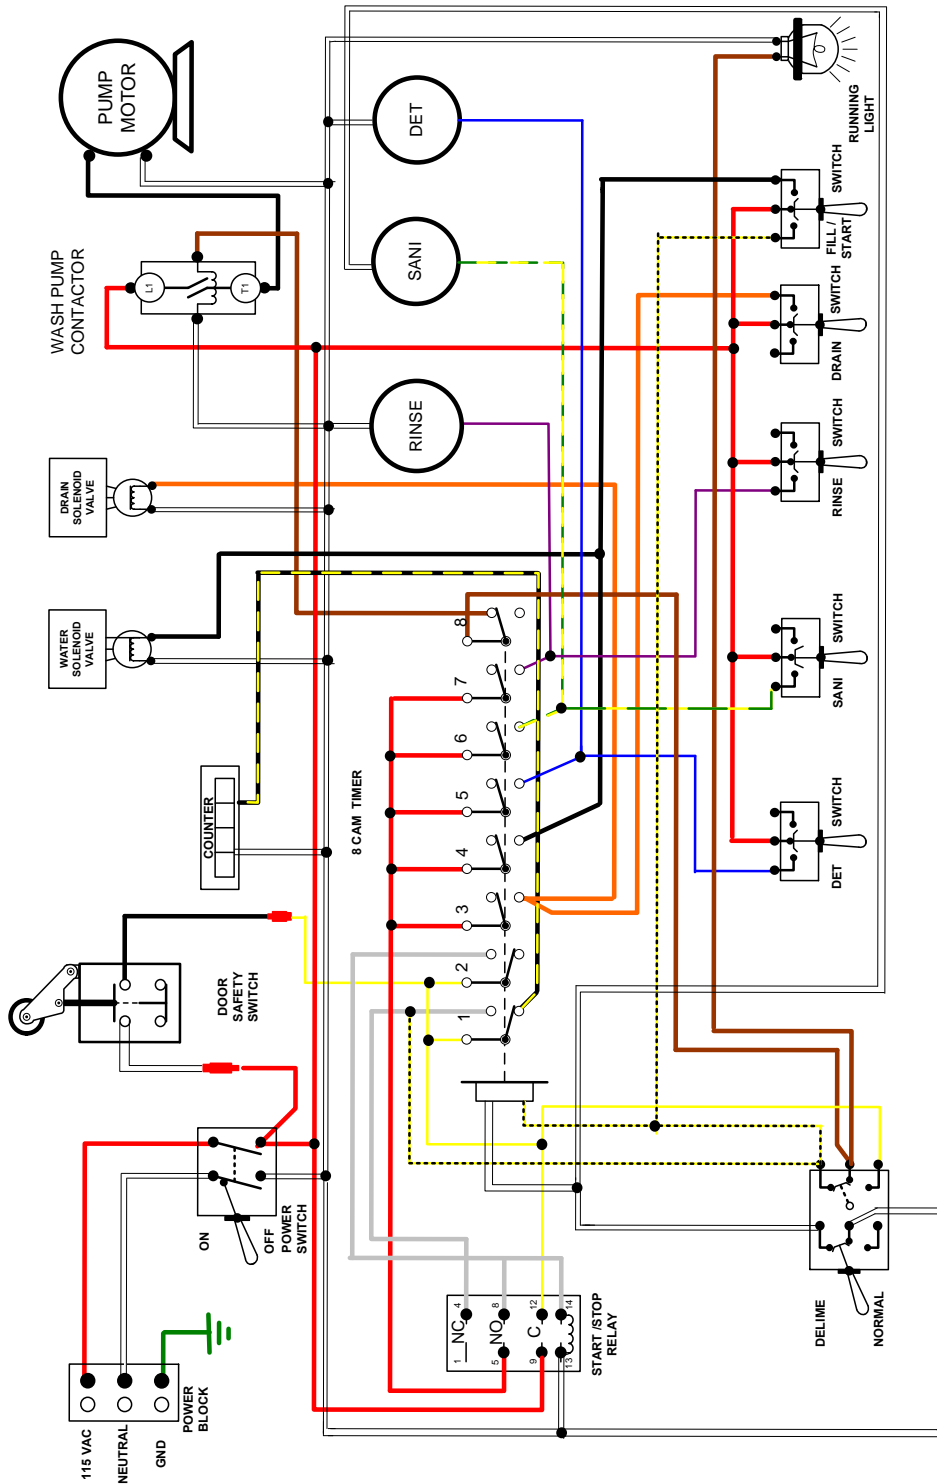 PUMP
MOTOR
WASH PUMP
CONTACTOR
L1
T1
DRAIN
SOLENOID
VALVE
WATER
SOLENOID
VALVE
COUNTER
DOOR
SAFETY
SWITCH
ON
OFF
POWER
SWITCH
115 VAC
NEUTRAL
GND
POWER
BLOCK
DET
SANI
RINSE
8 CAM TIMER
1
2
3
4
5
6
7
8
1
NC
4
5
NO
8
9
C
12
13
14
START /STOP
RELAY
RUNNING
LIGHT
FILL /
START
SWITCH
DRAIN
SWITCH
RINSE
SWITCH
SANI
SWITCH
DET
SWITCH
DELIME
NORMAL